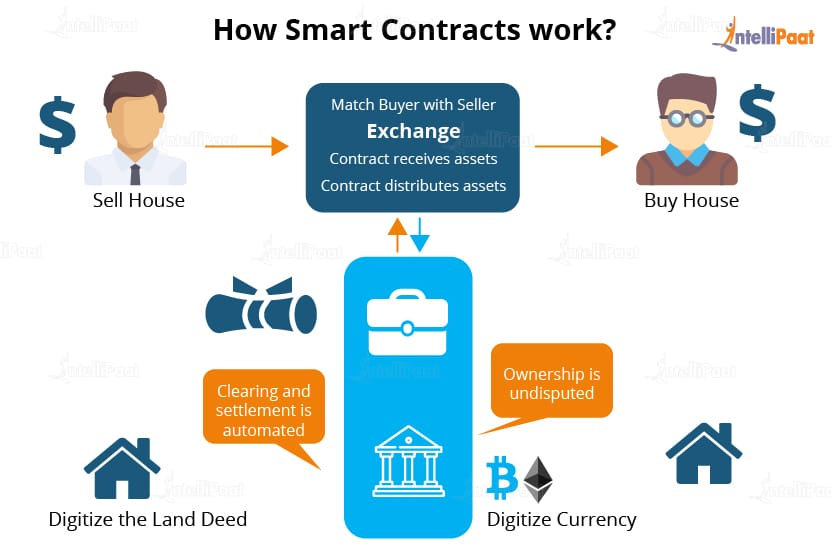 How Smart Contracts work?
intelliPaat
Match Buyer with Seller
Exchange
Contract receives assets
Contract distributes assets
Sell House
Buy House
Clearing and
settlement is
automated
Ownership is
undisputed
Digitize the Land Deed
Digitize Currency